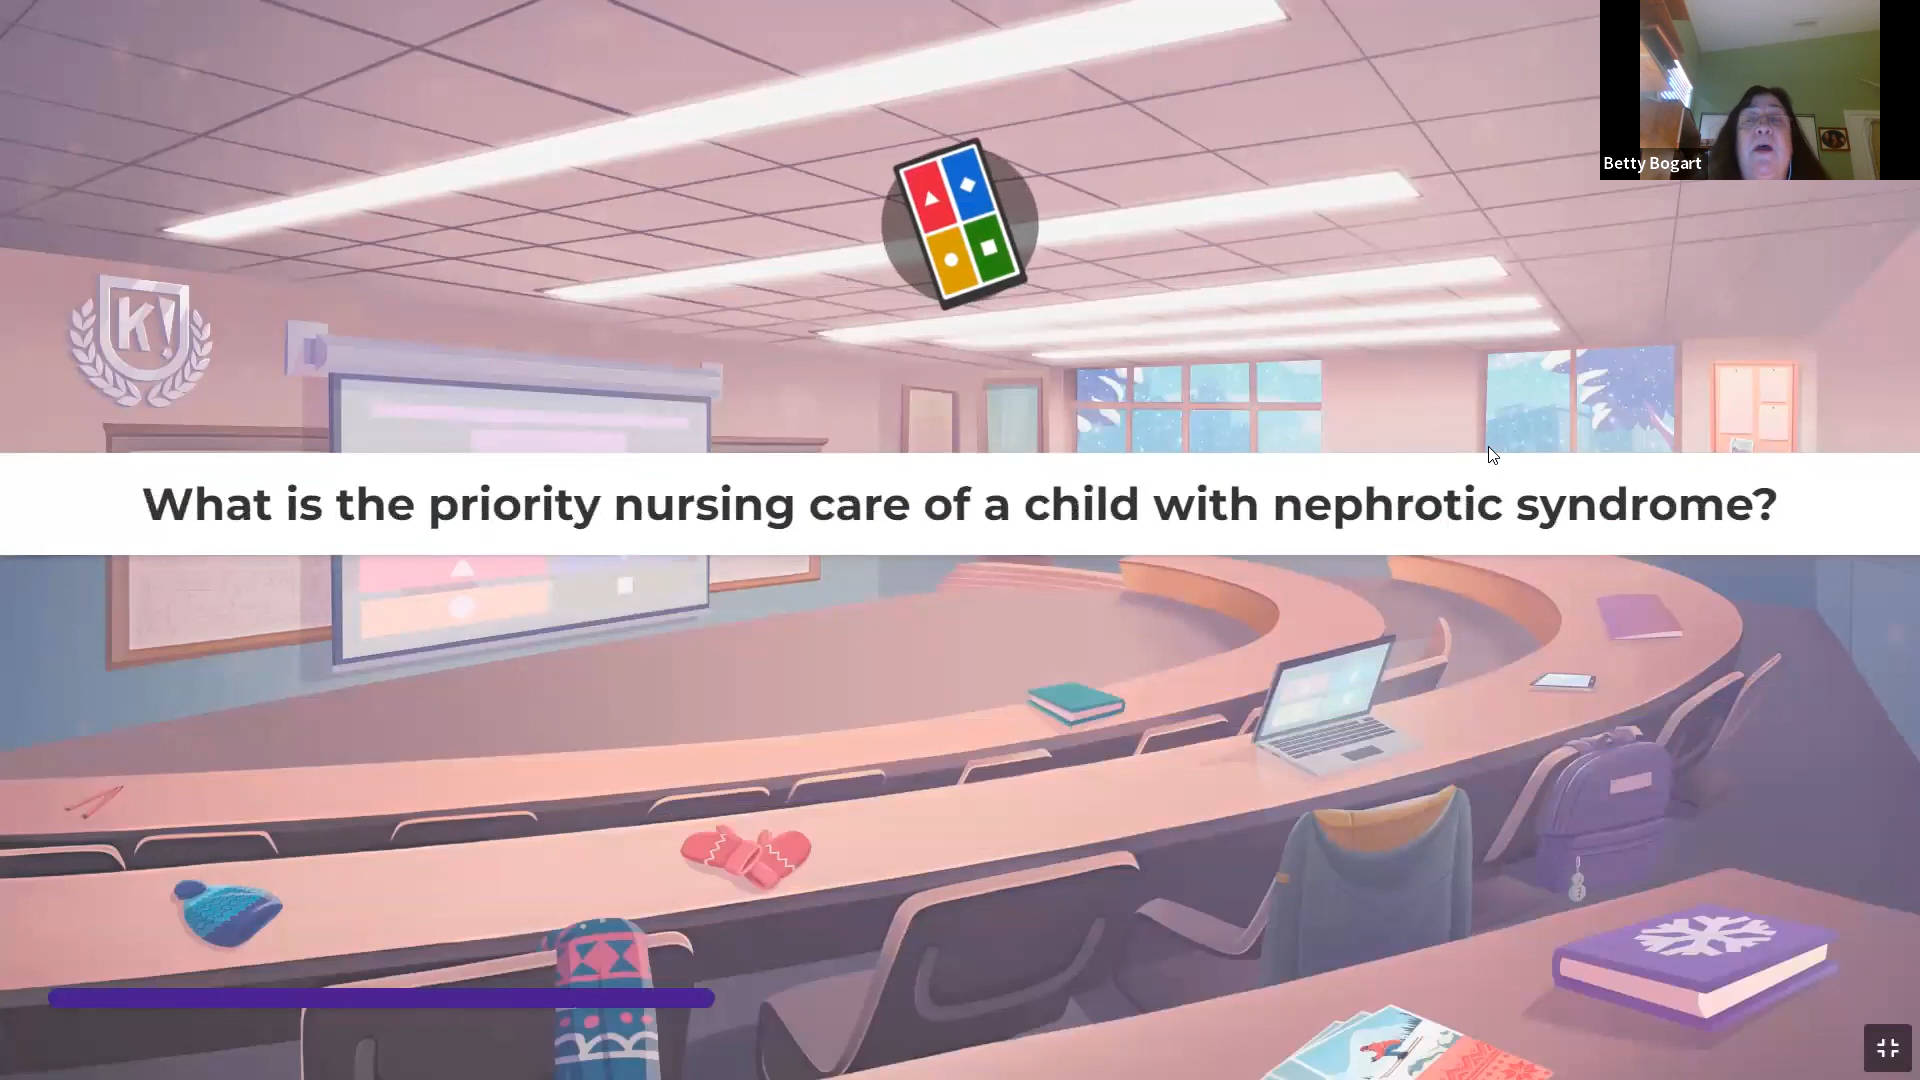 Betty Bogart
K!
What is the priority nursing care of a child with nephrotic syndrome?